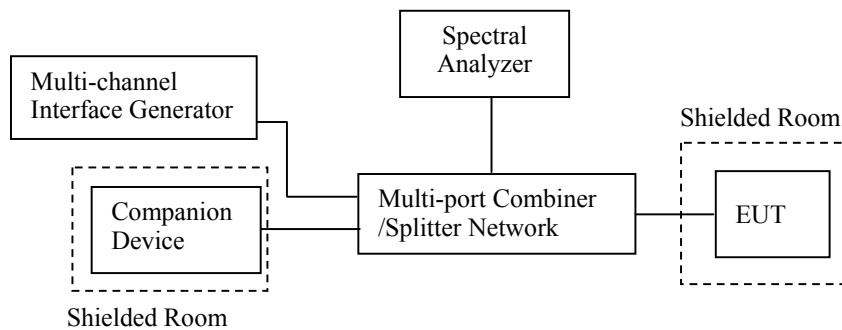 Spectral
Analyzer
Multi-channel
Interface Generator
Shielded Room
Companion
Device
Multi-port Combiner
/Splitter Network
EUT
Shielded Room